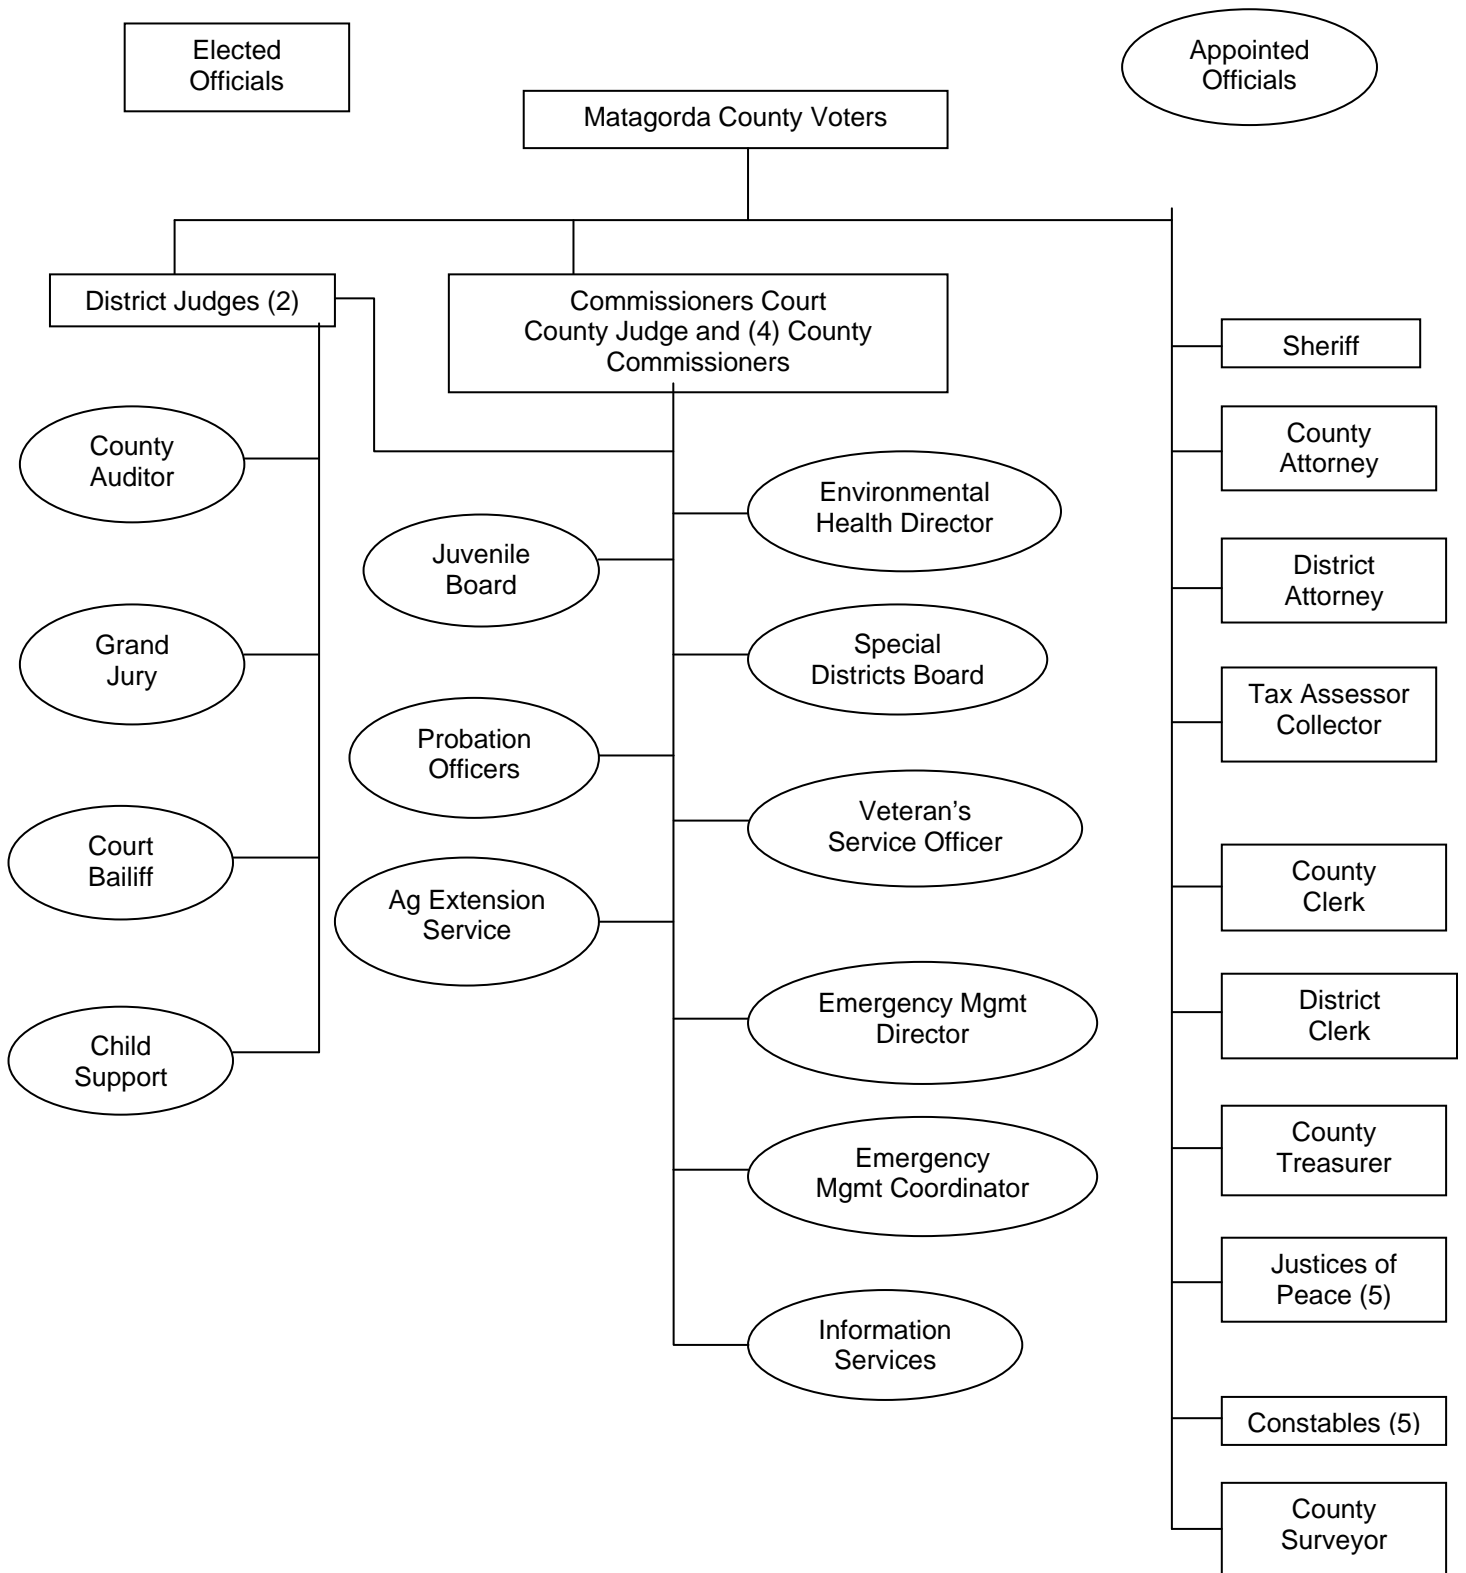 Elected
Officials
Appointed
Officials
Matagorda County Voters
District Judges (2)
Commissioners Court
County Judge and (4) County
Commissioners
Sheriff
County
Auditor
County
Attorney
Environmental
Health Director
Juvenile
Board
District
Attorney
Grand
Jury
Special
Districts Board
Tax Assessor
Collector
Probation
Officers
Veteran’s
Service Officer
Court
Bailiff
Ag Extension
Service
County
Clerk
Emergency Mgmt
Director
District
Clerk
Child
Support
County
Treasurer
Emergency
Mgmt Coordinator
Justices of
Peace (5)
Information
Services
Constables (5)
County
Surveyor